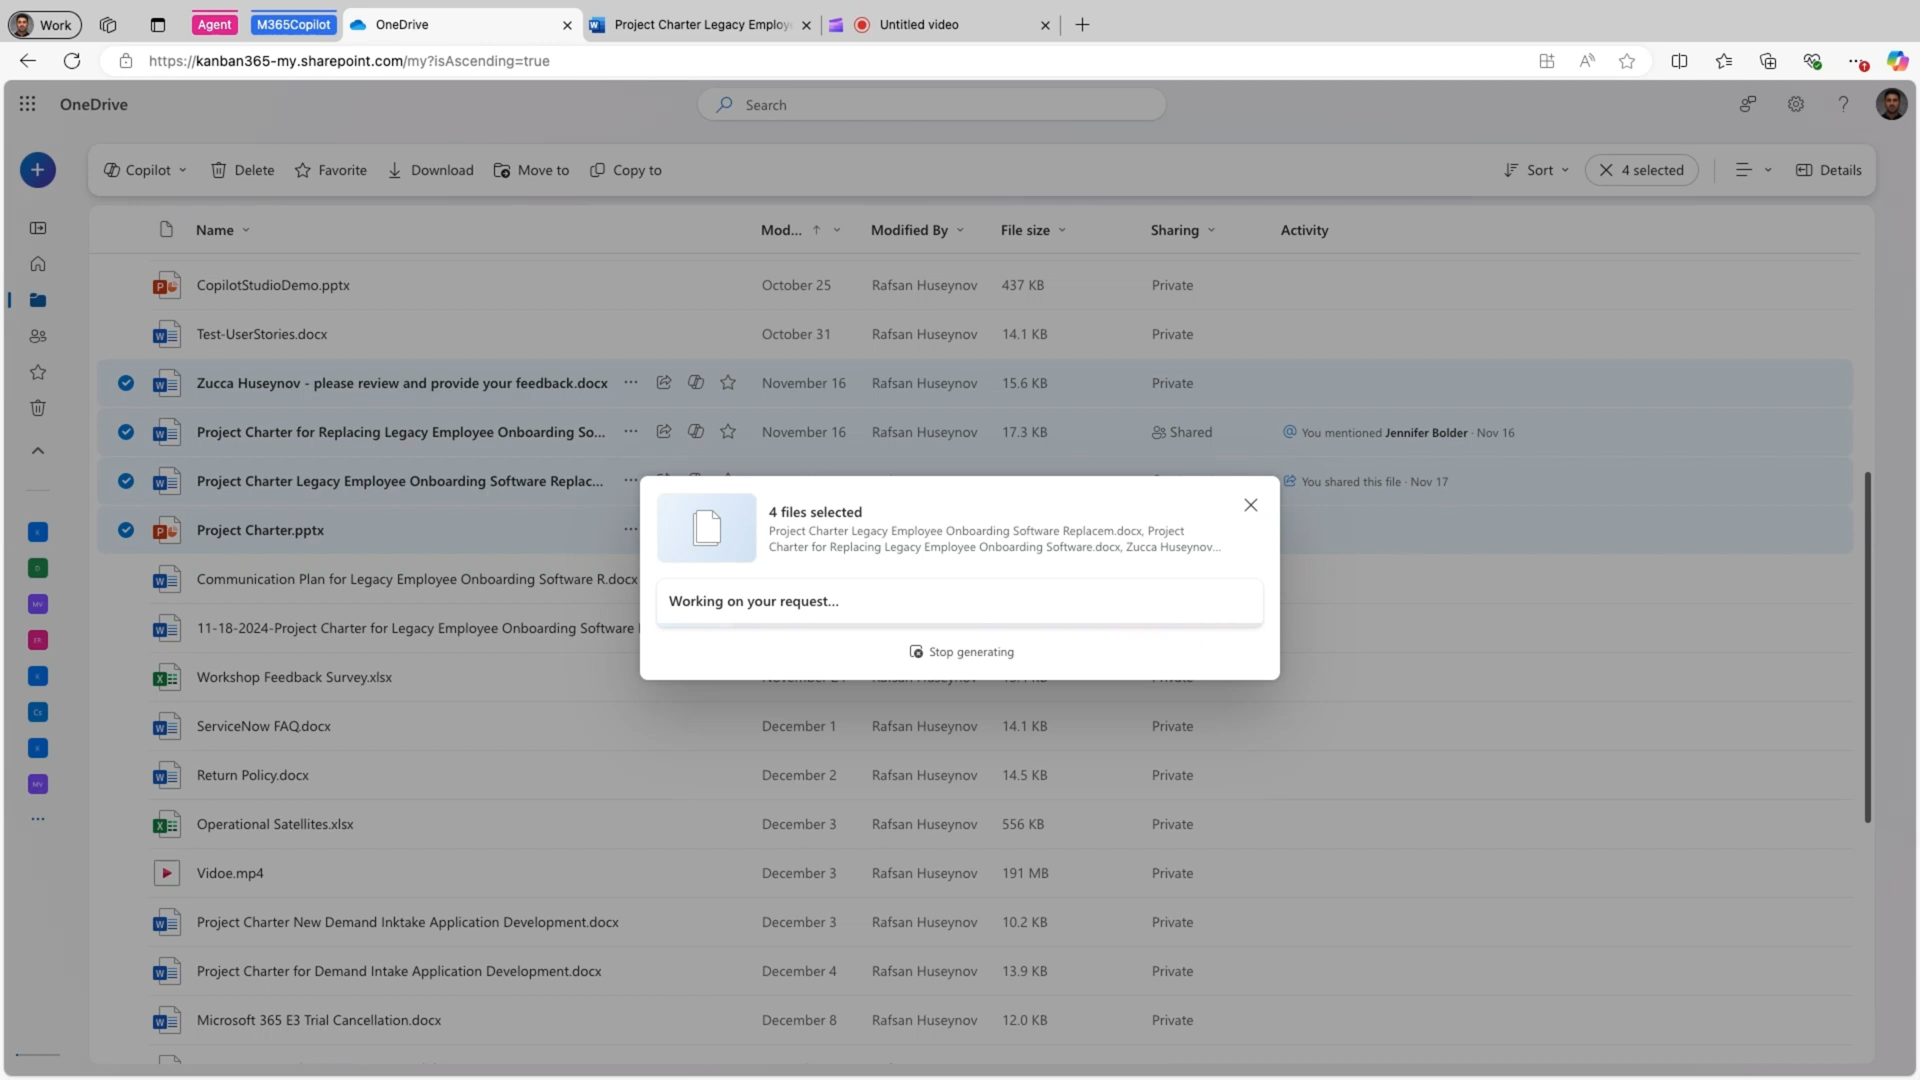 Work
Agent
M365Copilot
OneDrive
Project Charter Legacy Employe
Untitled video
https://kanban365-my.sharepoint.com/my?isAscending=true
OneDrive
Search
Copilot
Delete
Favorite
Download
Move to
Copy to
Sort
4 selected
Details
Name
Mod...
Modified By
File size
Sharing
Activity
CopilotStudioDemo.pptx October 25 Rafsan Huseynov 437 KB Private
Test-UserStories.docx October 31 Rafsan Huseynov 14.1 KB Private
Zucca Huseynov - please review and provide your feedback.docx November 16 Rafsan Huseynov 15.6 KB Private
Project Charter for Replacing Legacy Employee Onboarding So... November 16 Rafsan Huseynov 17.3 KB Shared You mentioned Jennifer Bolder · Nov 16
Project Charter Legacy Employee Onboarding Software Replac... You shared this file · Nov 17
Project Charter.pptx
4 files selected
Project Charter Legacy Employee Onboarding Software Replacem.docx, Project
Charter for Replacing Legacy Employee Onboarding Software.docx, Zucca Huseynov...
Working on your request...
Stop generating
Communication Plan for Legacy Employee Onboarding Software R.docx
11-18-2024-Project Charter for Legacy Employee Onboarding Software
Workshop Feedback Survey.xlsx
ServiceNow FAQ.docx December 1 Rafsan Huseynov 14.1 KB Private
Return Policy.docx December 2 Rafsan Huseynov 14.5 KB Private
Operational Satellites.xlsx December 3 Rafsan Huseynov 556 KB Private
Vidoe.mp4 December 3 Rafsan Huseynov 191 MB Private
Project Charter New Demand Inktake Application Development.docx December 3 Rafsan Huseynov 10.2 KB Private
Project Charter for Demand Intake Application Development.docx December 4 Rafsan Huseynov 13.9 KB Private
Microsoft 365 E3 Trial Cancellation.docx December 8 Rafsan Huseynov 12.0 KB Private